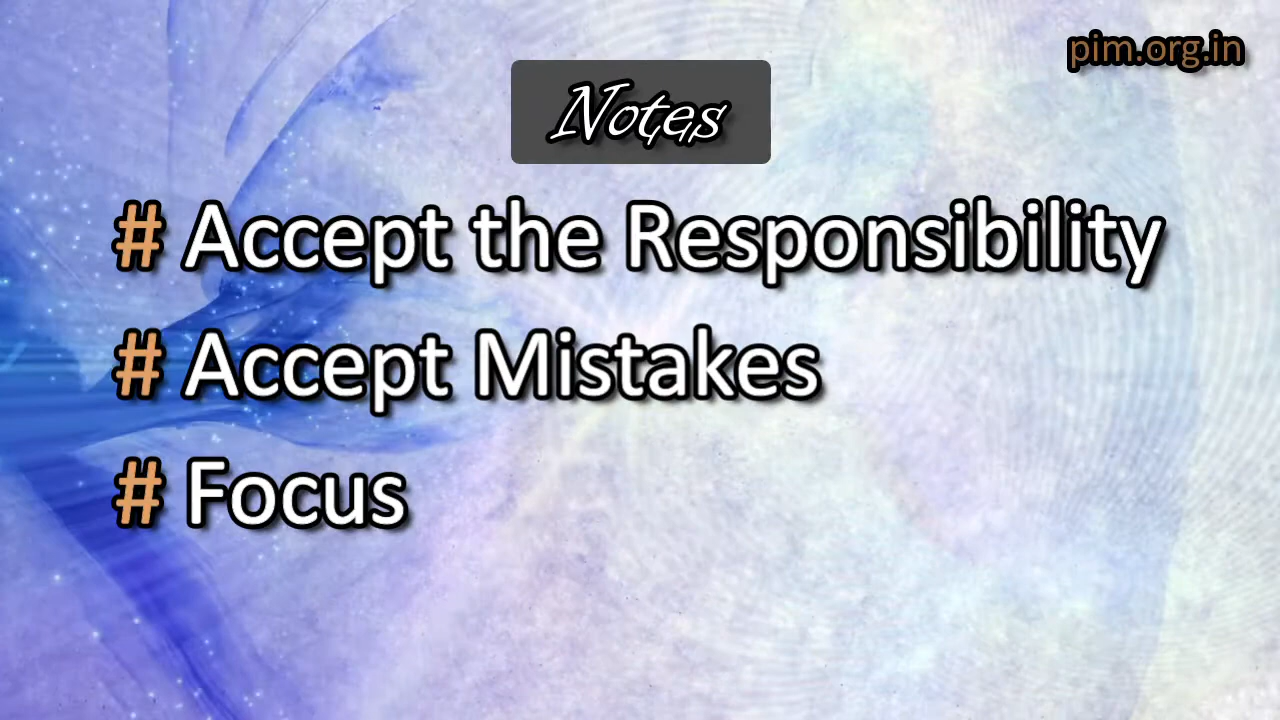 pim.org.in
Notes
# Accept the Responsibility
# Accept Mistakes
# Focus